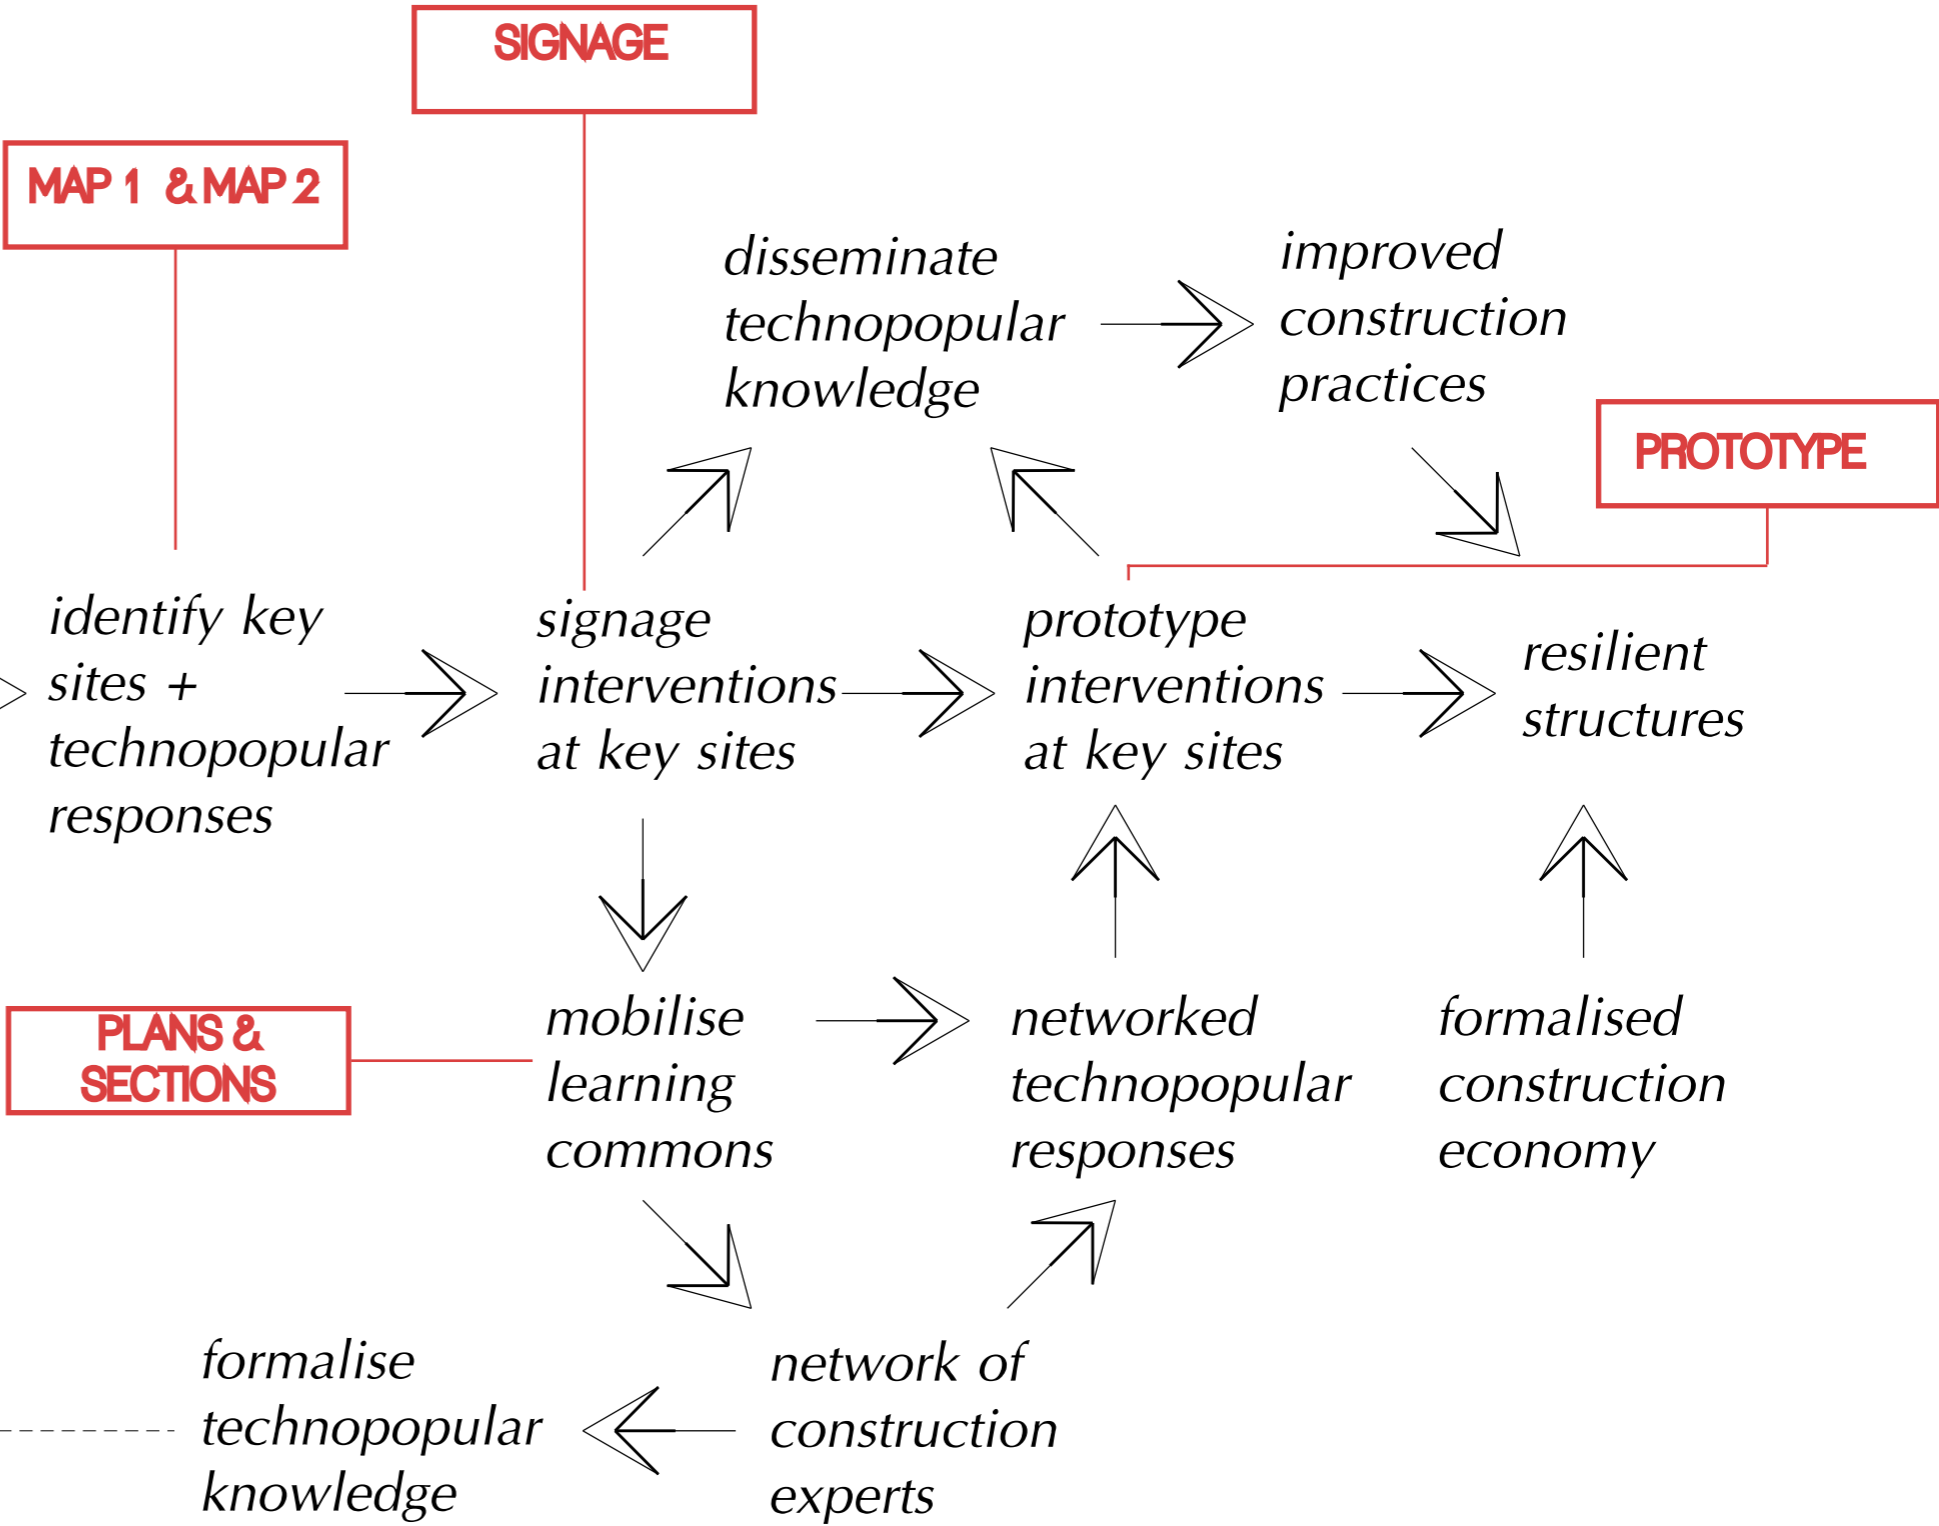 SIGNAGE
MAP 1 & MAP 2
disseminate
technopopular
knowledge
improved
construction
practices
PROTOTYPE
identify key
sites +
technopopular
responses
signage
interventions
at key sites
prototype
interventions
at key sites
resilient
structures
PLANS &
SECTIONS
mobilise
learning
commons
networked
technopopular
responses
formalised
construction
economy
formalise
technopopular
knowledge
network of
construction
experts